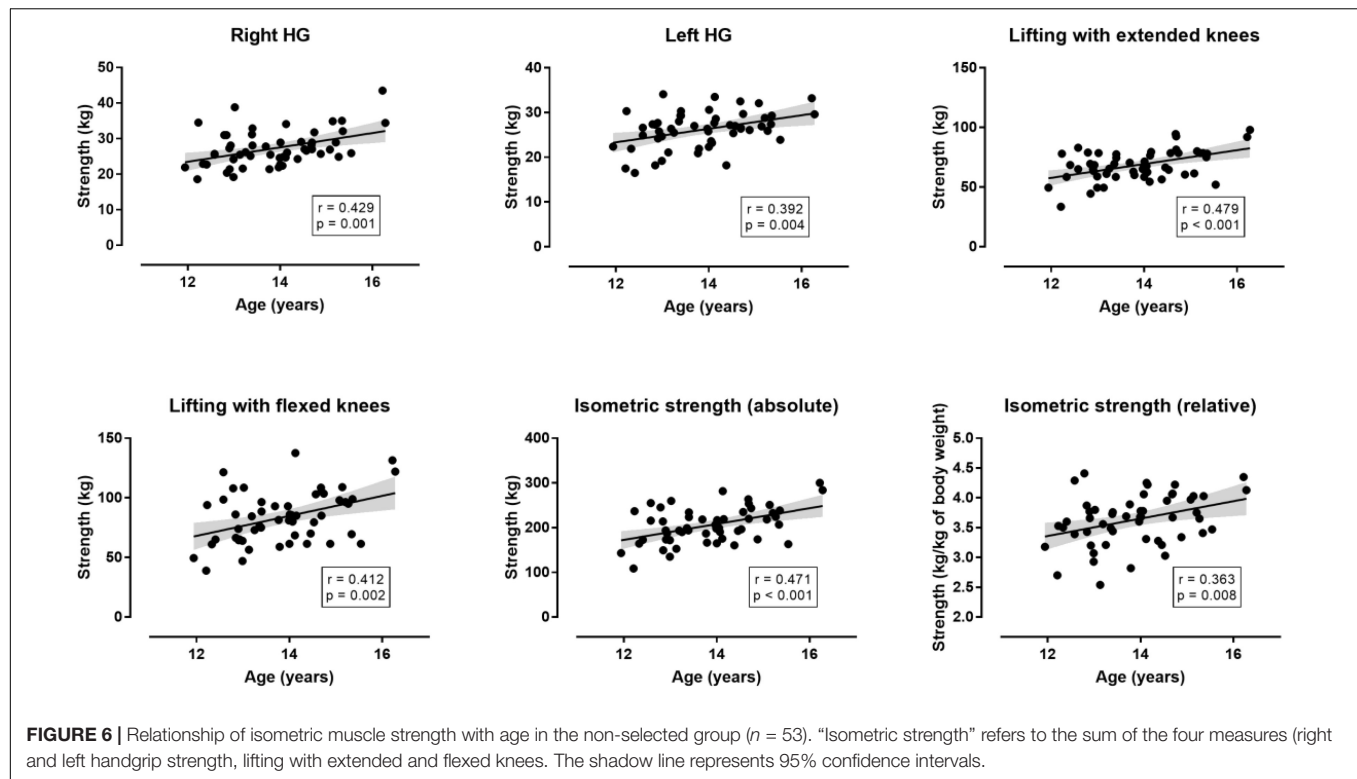 Right HG
Strength (kg)
50
40
30
20
10
0
r = 0.429
p = 0.001
12
14
16
Age (years)
Left HG
Strength (kg)
40
30
20
10
0
r = 0.392
p = 0.004
12
14
16
Age (years)
Lifting with extended knees
Strength (kg)
150
100
50
0
r = 0.479
p < 0.001
12
14
16
Age (years)
Lifting with flexed knees
Strength (kg)
150
100
50
0
r = 0.412
p = 0.002
12
14
16
Age (years)
Isometric strength (absolute)
Strength (kg)
400
300
200
100
0
r = 0.471
p < 0.001
12
14
16
Age (years)
Isometric strength (relative)
Strength (kg/kg of body weight)
5.0
4.5
4.0
3.5
3.0
2.5
2.0
r = 0.363
p = 0.008
12
14
16
Age (years)
FIGURE 6 | Relationship of isometric muscle strength with age in the non-selected group (n = 53). “Isometric strength” refers to the sum of the four measures (right
and left handgrip strength, lifting with extended and flexed knees. The shadow line represents 95% confidence intervals.